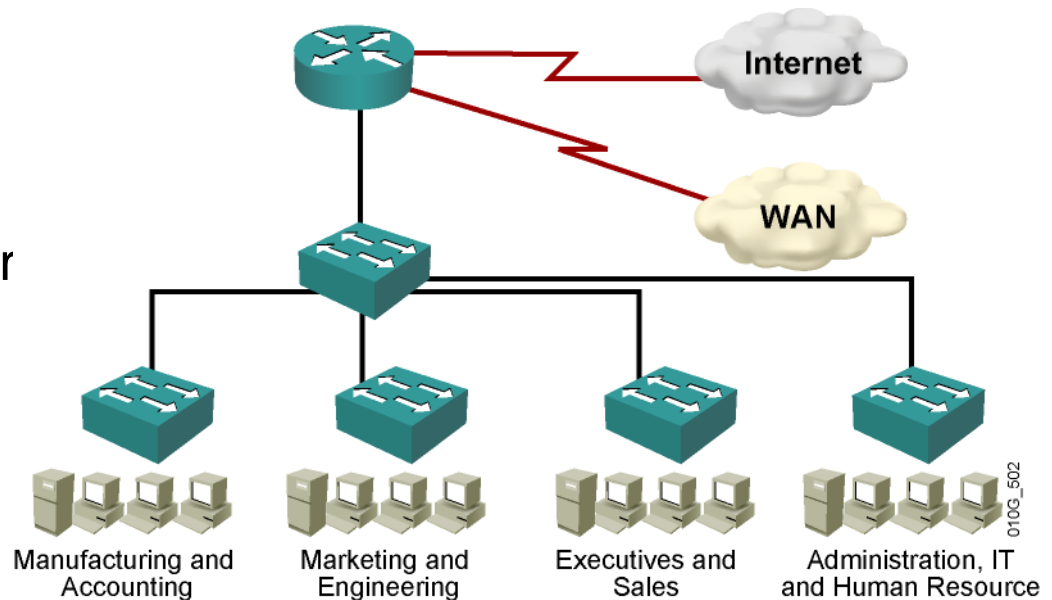 Internet
WAN
r
010G_502
Manufacturing and
Accounting
Marketing and
Engineering
Executives and
Sales
Administration, IT
and Human Resource